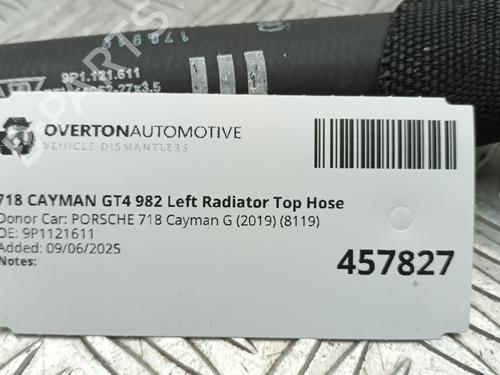 9P1.121.611
OVERTONAUTOMOTIVE
VEHICLE DISMANTLERS
718 CAYMAN GT4 982 Left Radiator Top Hose
Donor Car: PORSCHE 718 Cayman G (2019) (8119)
OE: 9P1121611
Added: 09/06/2025
Notes:
457827